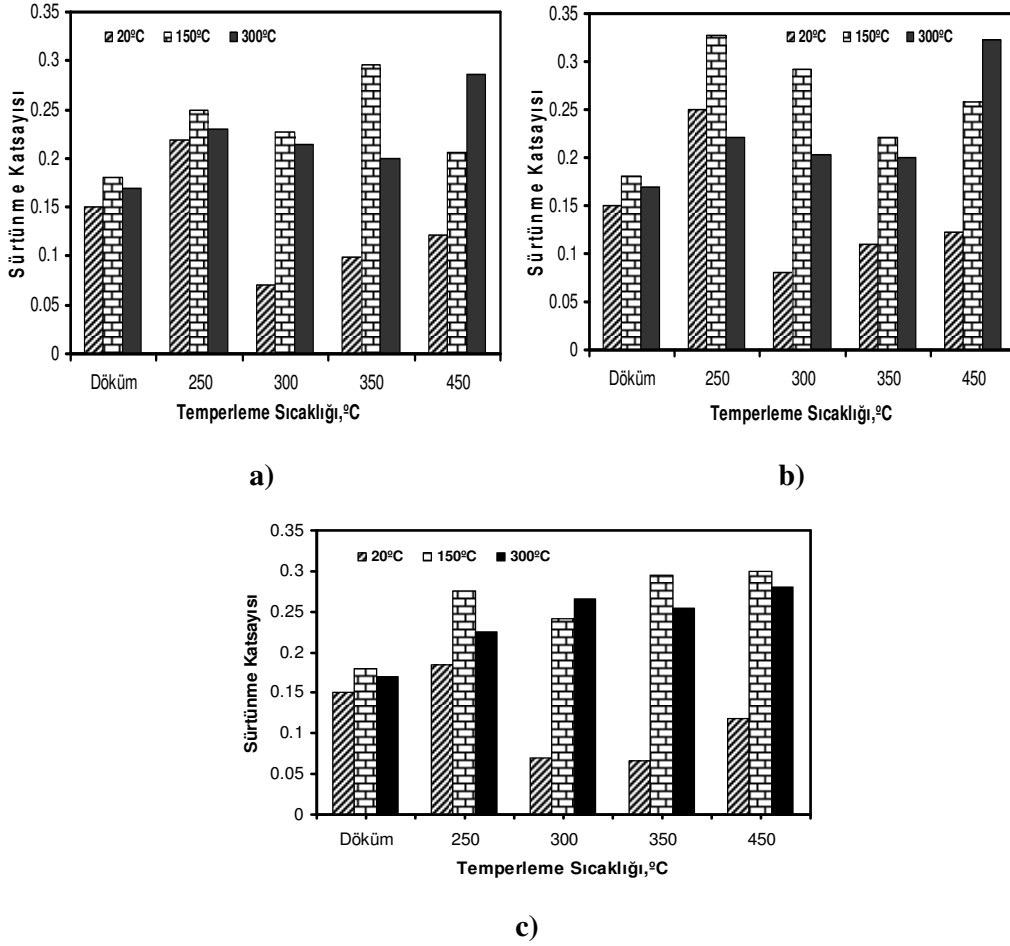 0.35
0.3
0.25
0.2
0.15
0.1
0.05
0
Sürtünme Katsayısı
20ºC 150ºC 300ºC
Döküm 250 300 350 450
Temperleme Sıcaklığı,ºC
a)
0.35
0.3
0.25
0.2
0.15
0.1
0.05
0
Sürtünme Katsayısı
20ºC 150ºC 300ºC
Döküm 250 300 350 450
Temperleme Sıcaklığı,ºC
b)
0.35
0.3
0.25
0.2
0.15
0.1
0.05
0
Sürtünme Katsayısı
20ºC 150ºC 300ºC
Döküm 250 300 350 450
Temperleme Sıcaklığı,ºC
c)